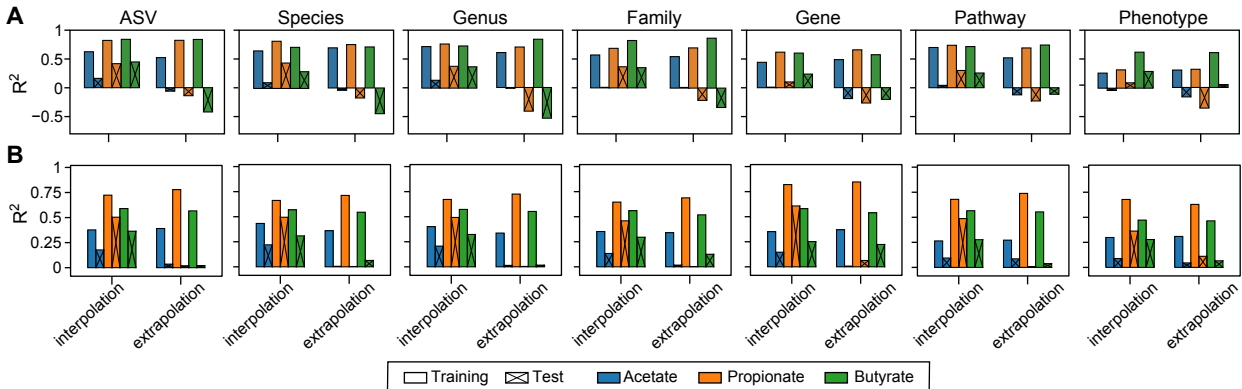 A
ASV Species Genus Family Gene Pathway Phenotype
1
0.5
0
−0.5
R²
B
1
0.75
0.5
0.25
0
R²
interpolation extrapolation interpolation extrapolation interpolation extrapolation interpolation extrapolation interpolation extrapolation interpolation extrapolation interpolation extrapolation
Training Test Acetate Propionate Butyrate